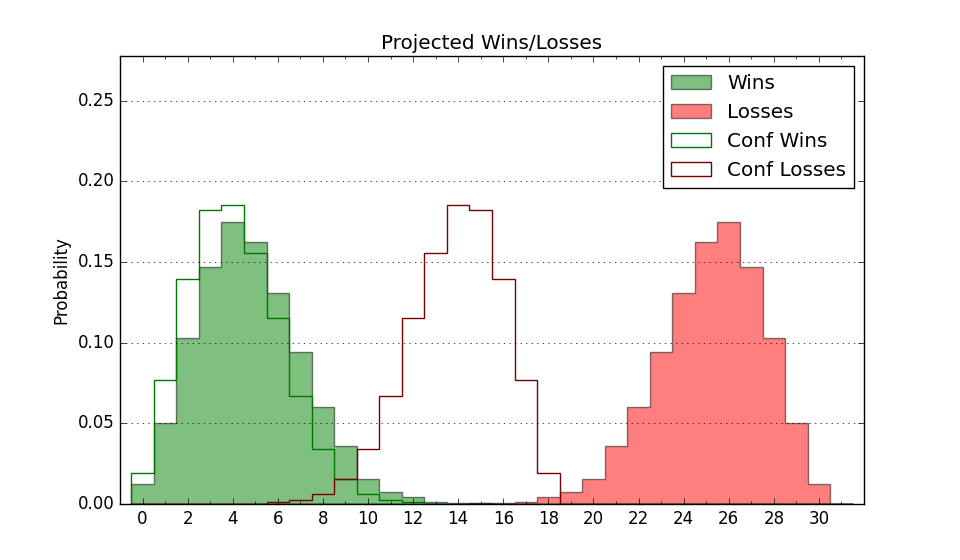 Projected Wins/Losses
Wins
Losses
Conf Wins
Conf Losses
Probability
0.25
0.20
0.15
0.10
0.05
0.00
0 2 4 6 8 10 12 14 16 18 20 22 24 26 28 30